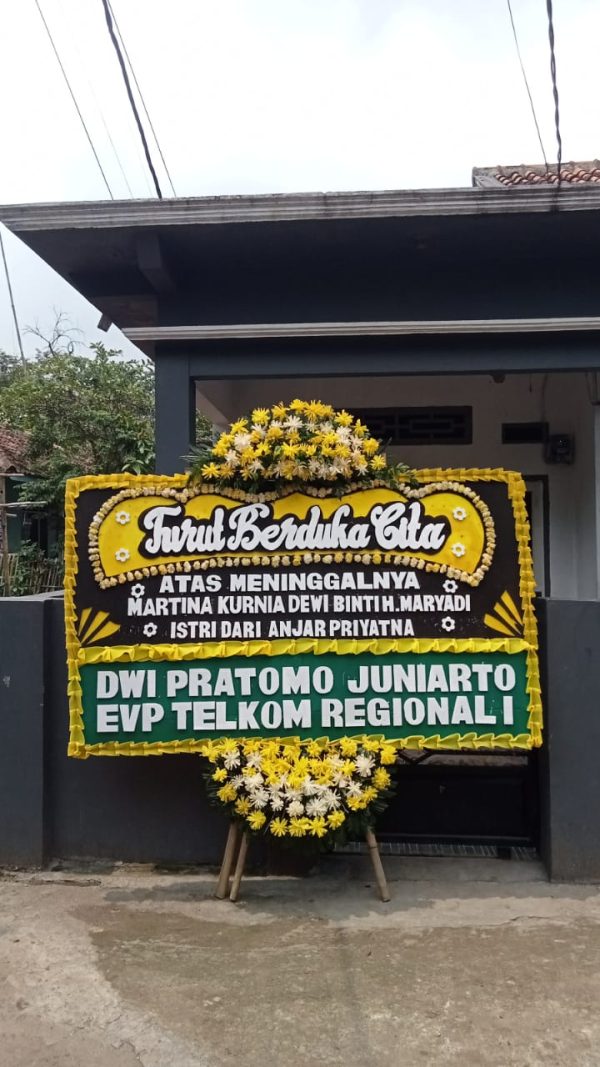 Turut Berduka Cita
ATAS MENINGGALNYA
MARTINA KURNIA DEWI BINTI H. MARYADI
ISTRI DARI ANJAR PRIYATNA
DWI PRATOMO JUNIARTO
EVP TELKOM REGIONAL I